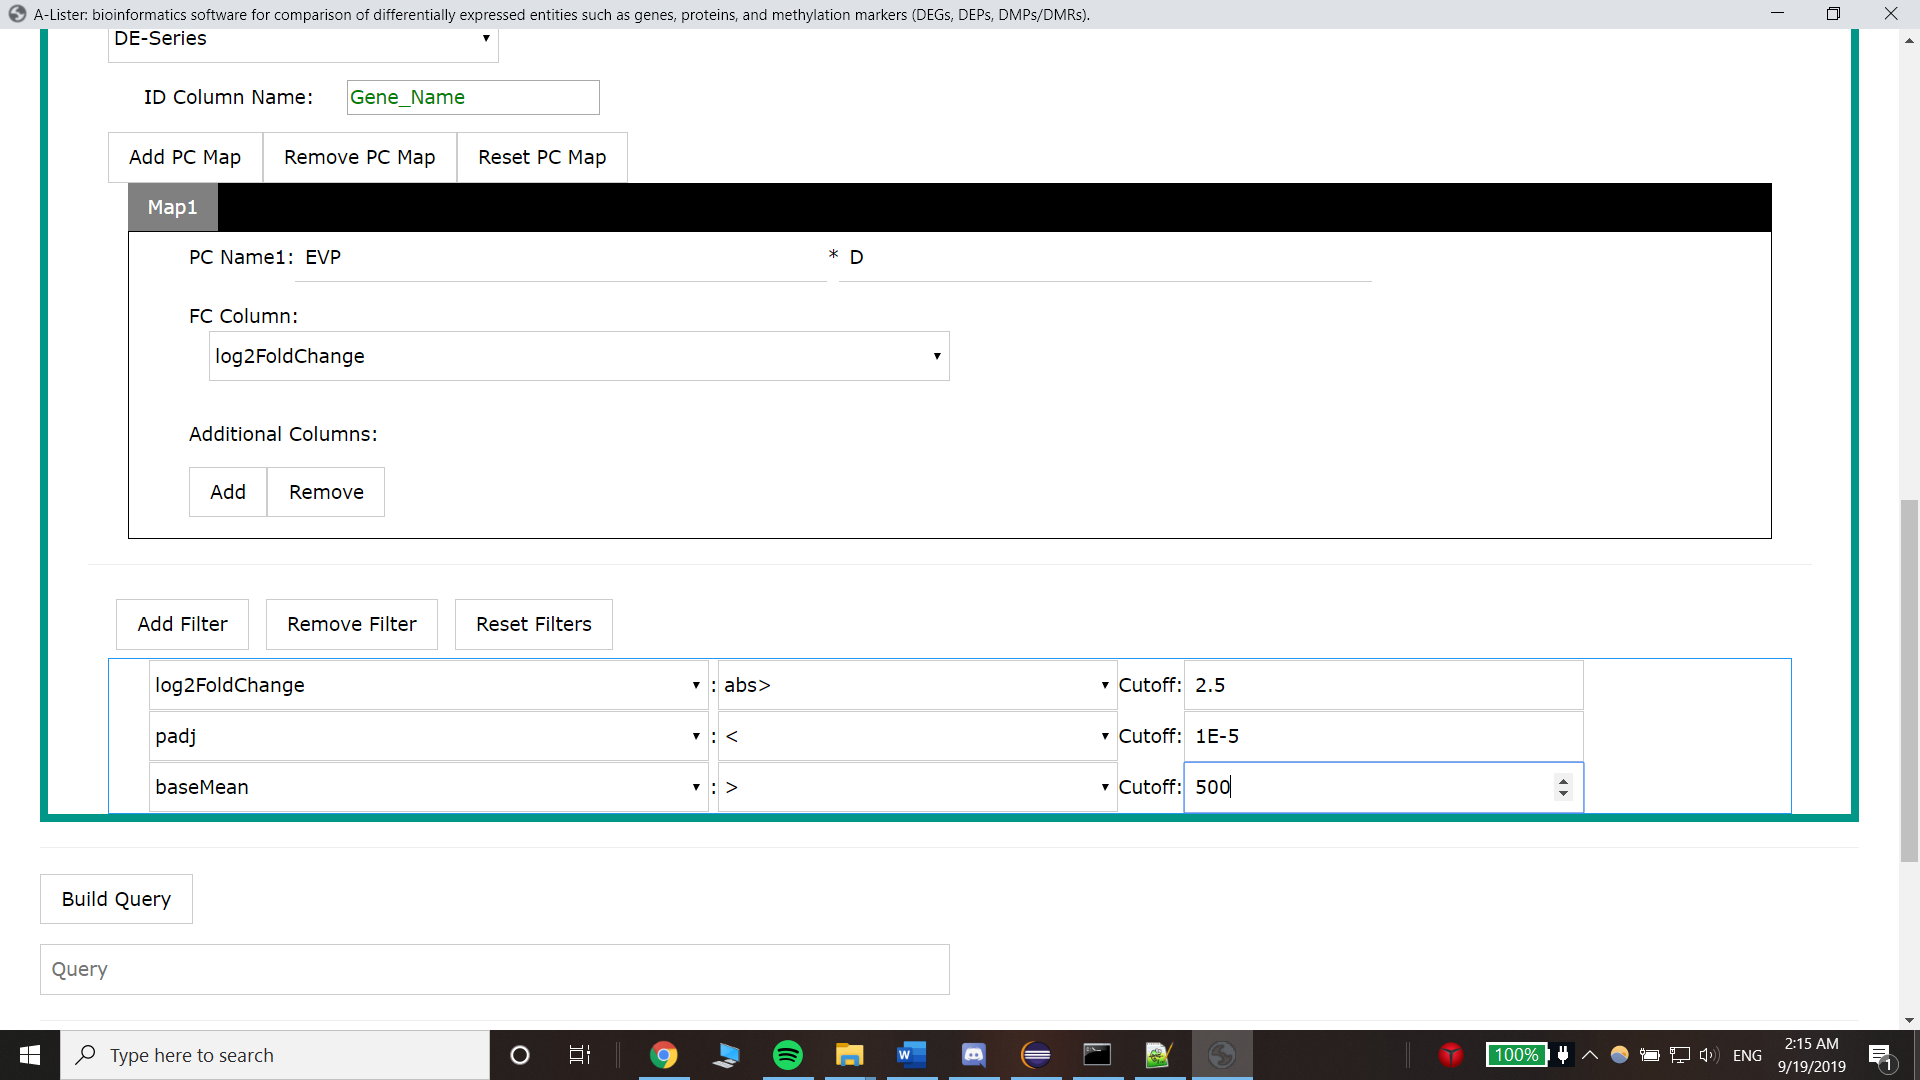 A-Lister: bioinformatics software for comparison of differentially expressed entities such as genes, proteins, and methylation markers (DEGs, DEPs, DMPs/DMRs).
DE-Series
ID Column Name: Gene_Name
Add PC Map Remove PC Map Reset PC Map
Map1
PC Name1: EVP * D
FC Column:
log2FoldChange
Additional Columns:
Add Remove
Add Filter Remove Filter Reset Filters
log2FoldChange : abs> Cutoff: 2.5
padj : < Cutoff: 1E-5
baseMean : > Cutoff: 500
Build Query
Query
Type here to search
100%
ENG
2:15 AM
9/19/2019
1